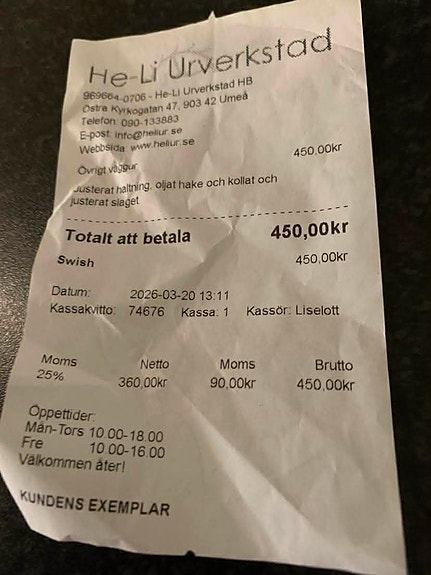 He-Li Urverkstad
969664-0706 - He-Li Urverkstad HB
Östra Kyrkogatan 47, 903 42 Umeå
Telefon: 090-133883
E-post: info@heliur.se
Webbsida: www.heliur.se
Övrigt väggur 450,00kr
Justerat haltning, oljat hake och kollat och
justerat slaget.
Totalt att betala 450,00kr
Swish 450,00kr
Datum: 2026-03-20 13:11
Kassakvitto: 74676 Kassa: 1 Kassör: Liselott
Moms Netto Moms Brutto
25% 360,00kr 90,00kr 450,00kr
Öppettider:
Mån-Tors 10.00-18.00
Fre 10.00-16.00
Välkommen åter!
KUNDENS EXEMPLAR